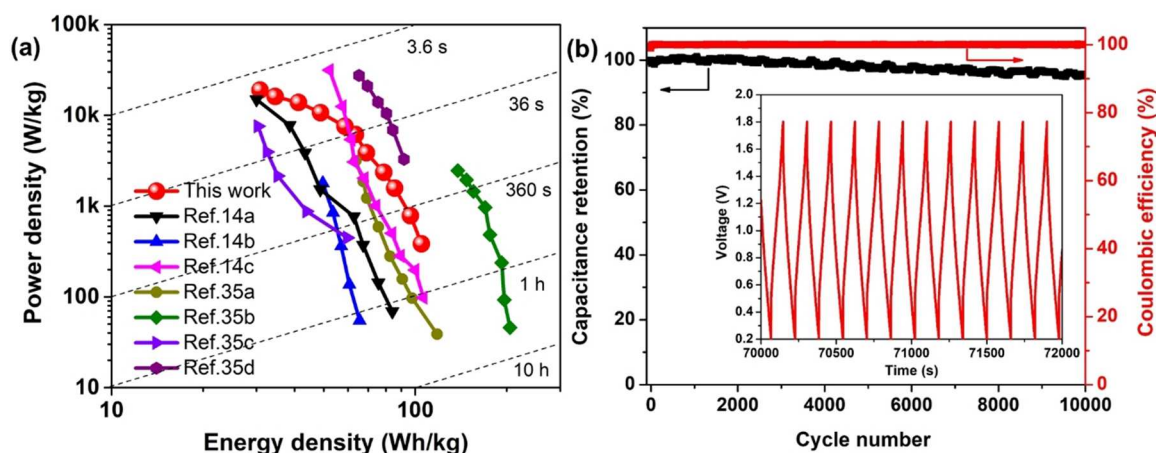 (a)
Power density (W/kg)
100k
10k
1k
100
10
3.6 s
36 s
360 s
1 h
10 h
This work
Ref.14a
Ref.14b
Ref.14c
Ref.35a
Ref.35b
Ref.35c
Ref.35d
10
100
Energy density (Wh/kg)
(b)
Capacitance retention (%)
100
80
60
40
20
0
Voltage (V)
2.0
1.8
1.6
1.4
1.2
1.0
0.8
0.6
0.4
0.2
70000 70500 71000 71500 72000
Time (s)
0 2000 4000 6000 8000 10000
Cycle number
100
80
60
40
20
0
Coulombic efficiency (%)